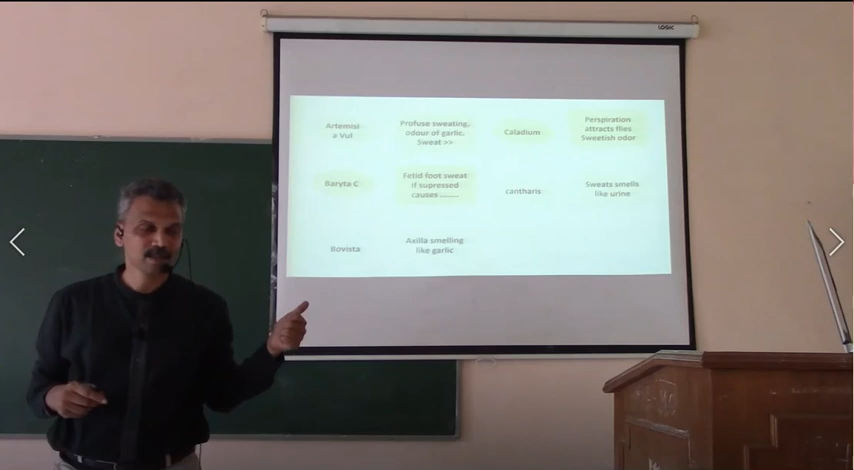 LOGIC
Artemisi
a Vul
Profuse sweating,
odour of garlic.
Sweat >>
Caladium
Perspiration
attracts flies
Sweetish odor
Baryta C
Fetid foot sweat
If supressed
causes ........
cantharis
Sweats smells
like urine
Bovista
Axilla smelling
like garlic